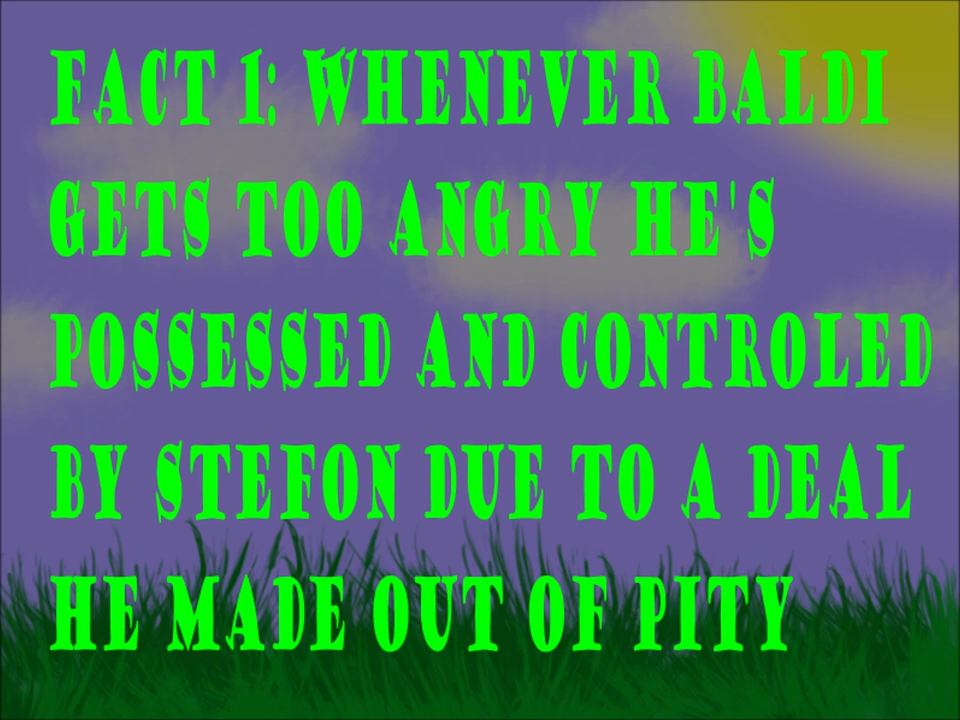 FACT 1: WHENEVER BALDI
GETS TOO ANGRY HE'S
POSSESSED AND CONTROLED
BY STEFON DUE TO A DEAL
HE MADE OUT OF PITY